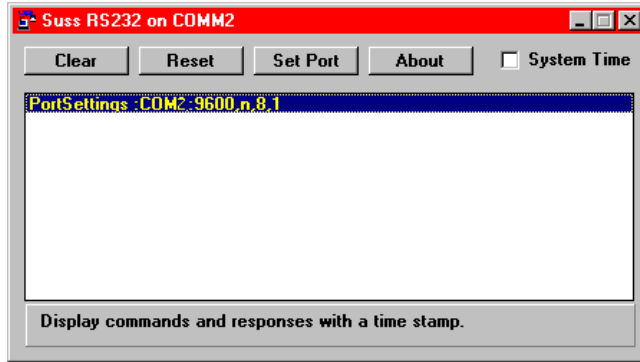 Suss RS232 on COMM2
Clear Reset Set Port About System Time
PortSettings :COM2:9600,n,8,1
Display commands and responses with a time stamp.